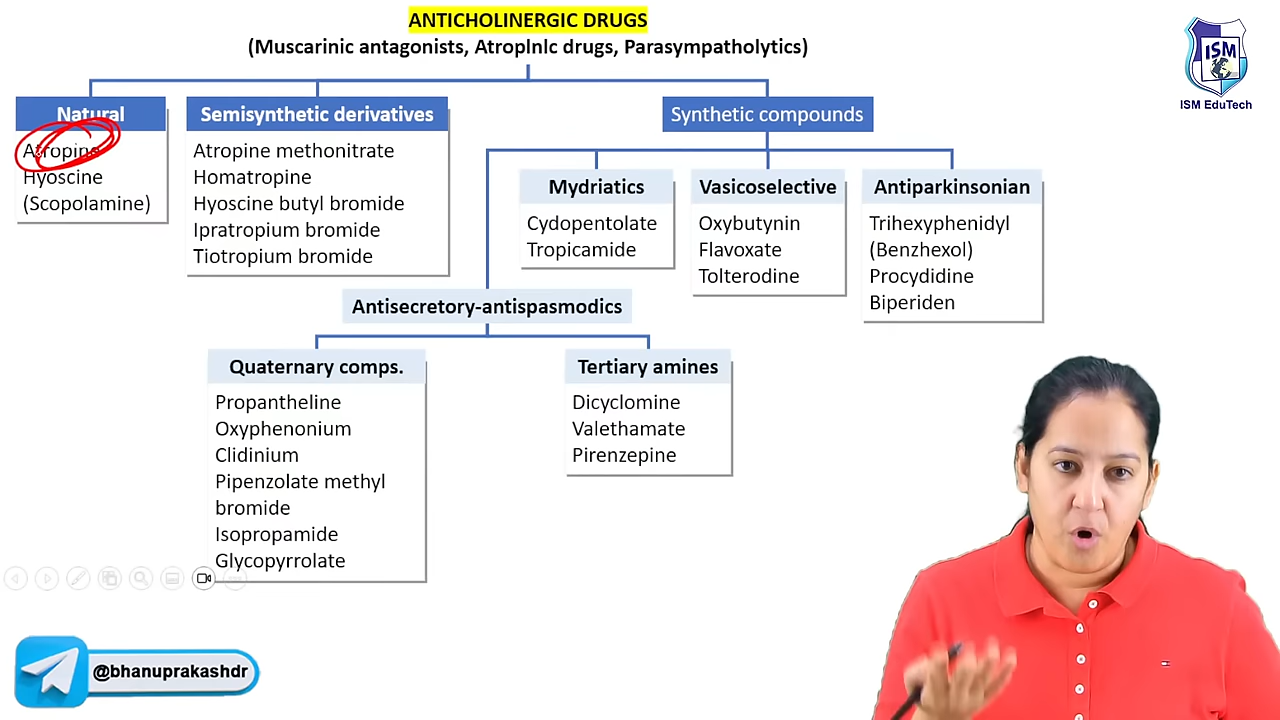 ANTICHOLINERGIC DRUGS
(Muscarinic antagonists, Atroplnlc drugs, Parasympatholytics)
ISM
ISM EduTech
Natural
Atropine
Hyoscine
(Scopolamine)
Semisynthetic derivatives
Atropine methonitrate
Homatropine
Hyoscine butyl bromide
Ipratropium bromide
Tiotropium bromide
Synthetic compounds
Mydriatics
Cydopentolate
Tropicamide
Vasicoselective
Oxybutynin
Flavoxate
Tolterodine
Antiparkinsonian
Trihexyphenidyl
(Benzhexol)
Procydidine
Biperiden
Antisecretory-antispasmodics
Quaternary comps.
Propantheline
Oxyphenonium
Clidinium
Pipenzolate methyl
bromide
Isopropamide
Glycopyrrolate
Tertiary amines
Dicyclomine
Valethamate
Pirenzepine
@bhanuprakashdr